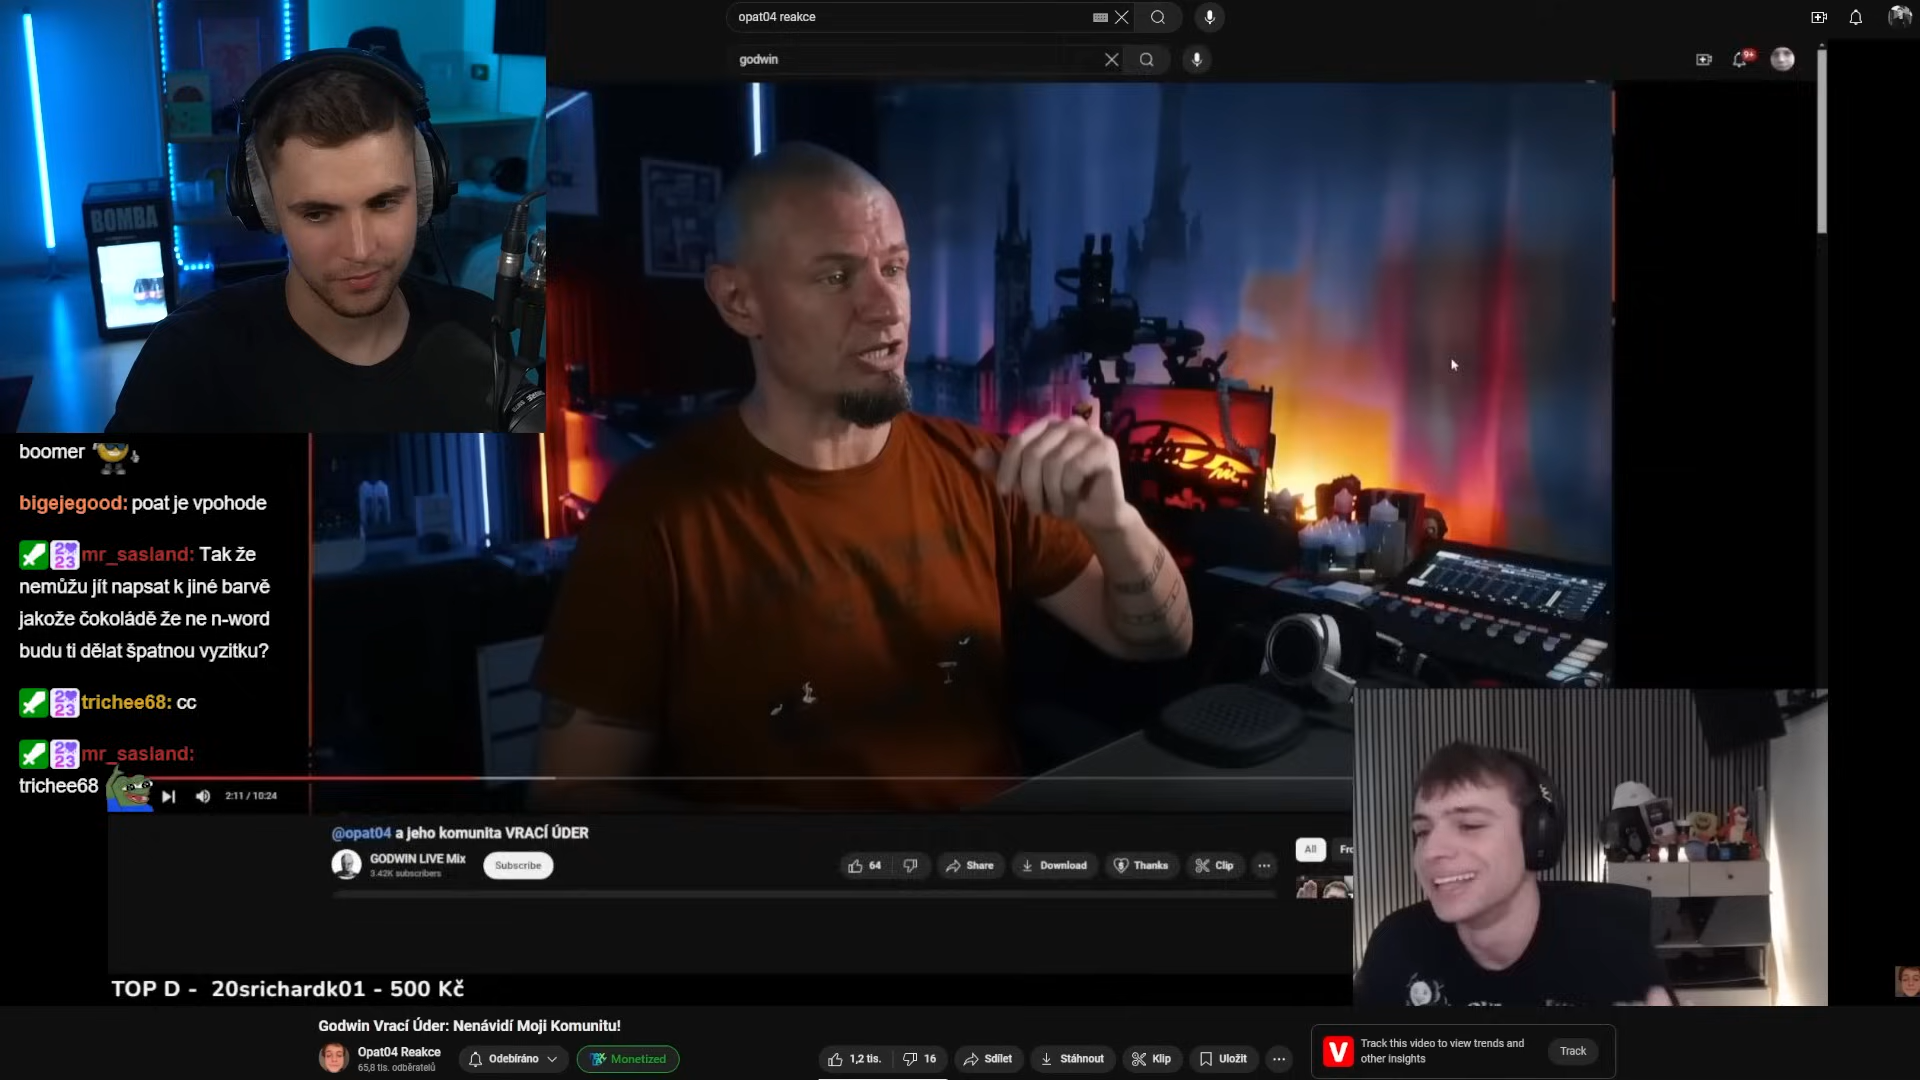 opat04 reakce
godwin
9+
BOMBA
boomer
bigejegood: poat je vpohode
mr_sasland: Tak že
nemůžu jít napsat k jiné barvě
jakože čokoládě že ne n-word
budu ti dělat špatnou vyzitku?
trichee68: cc
mr_sasland:
trichee68
2:11 / 10:24
@opat04 a jeho komunita VRACÍ ÚDER
GODWIN LIVE Mix
3.42K subscribers
Subscribe
64
Share
Download
Thanks
Clip
All
Fro
TOP D - 20srichardk01 - 500 Kč
Godwin Vrací Úder: Nenávidí Moji Komunitu!
Opat04 Reakce
65,8 tis. odběratelů
Odebíráno
Monetized
1,2 tis.
16
Sdílet
Stáhnout
Klip
Uložit
Track this video to view trends and
other insights
Track